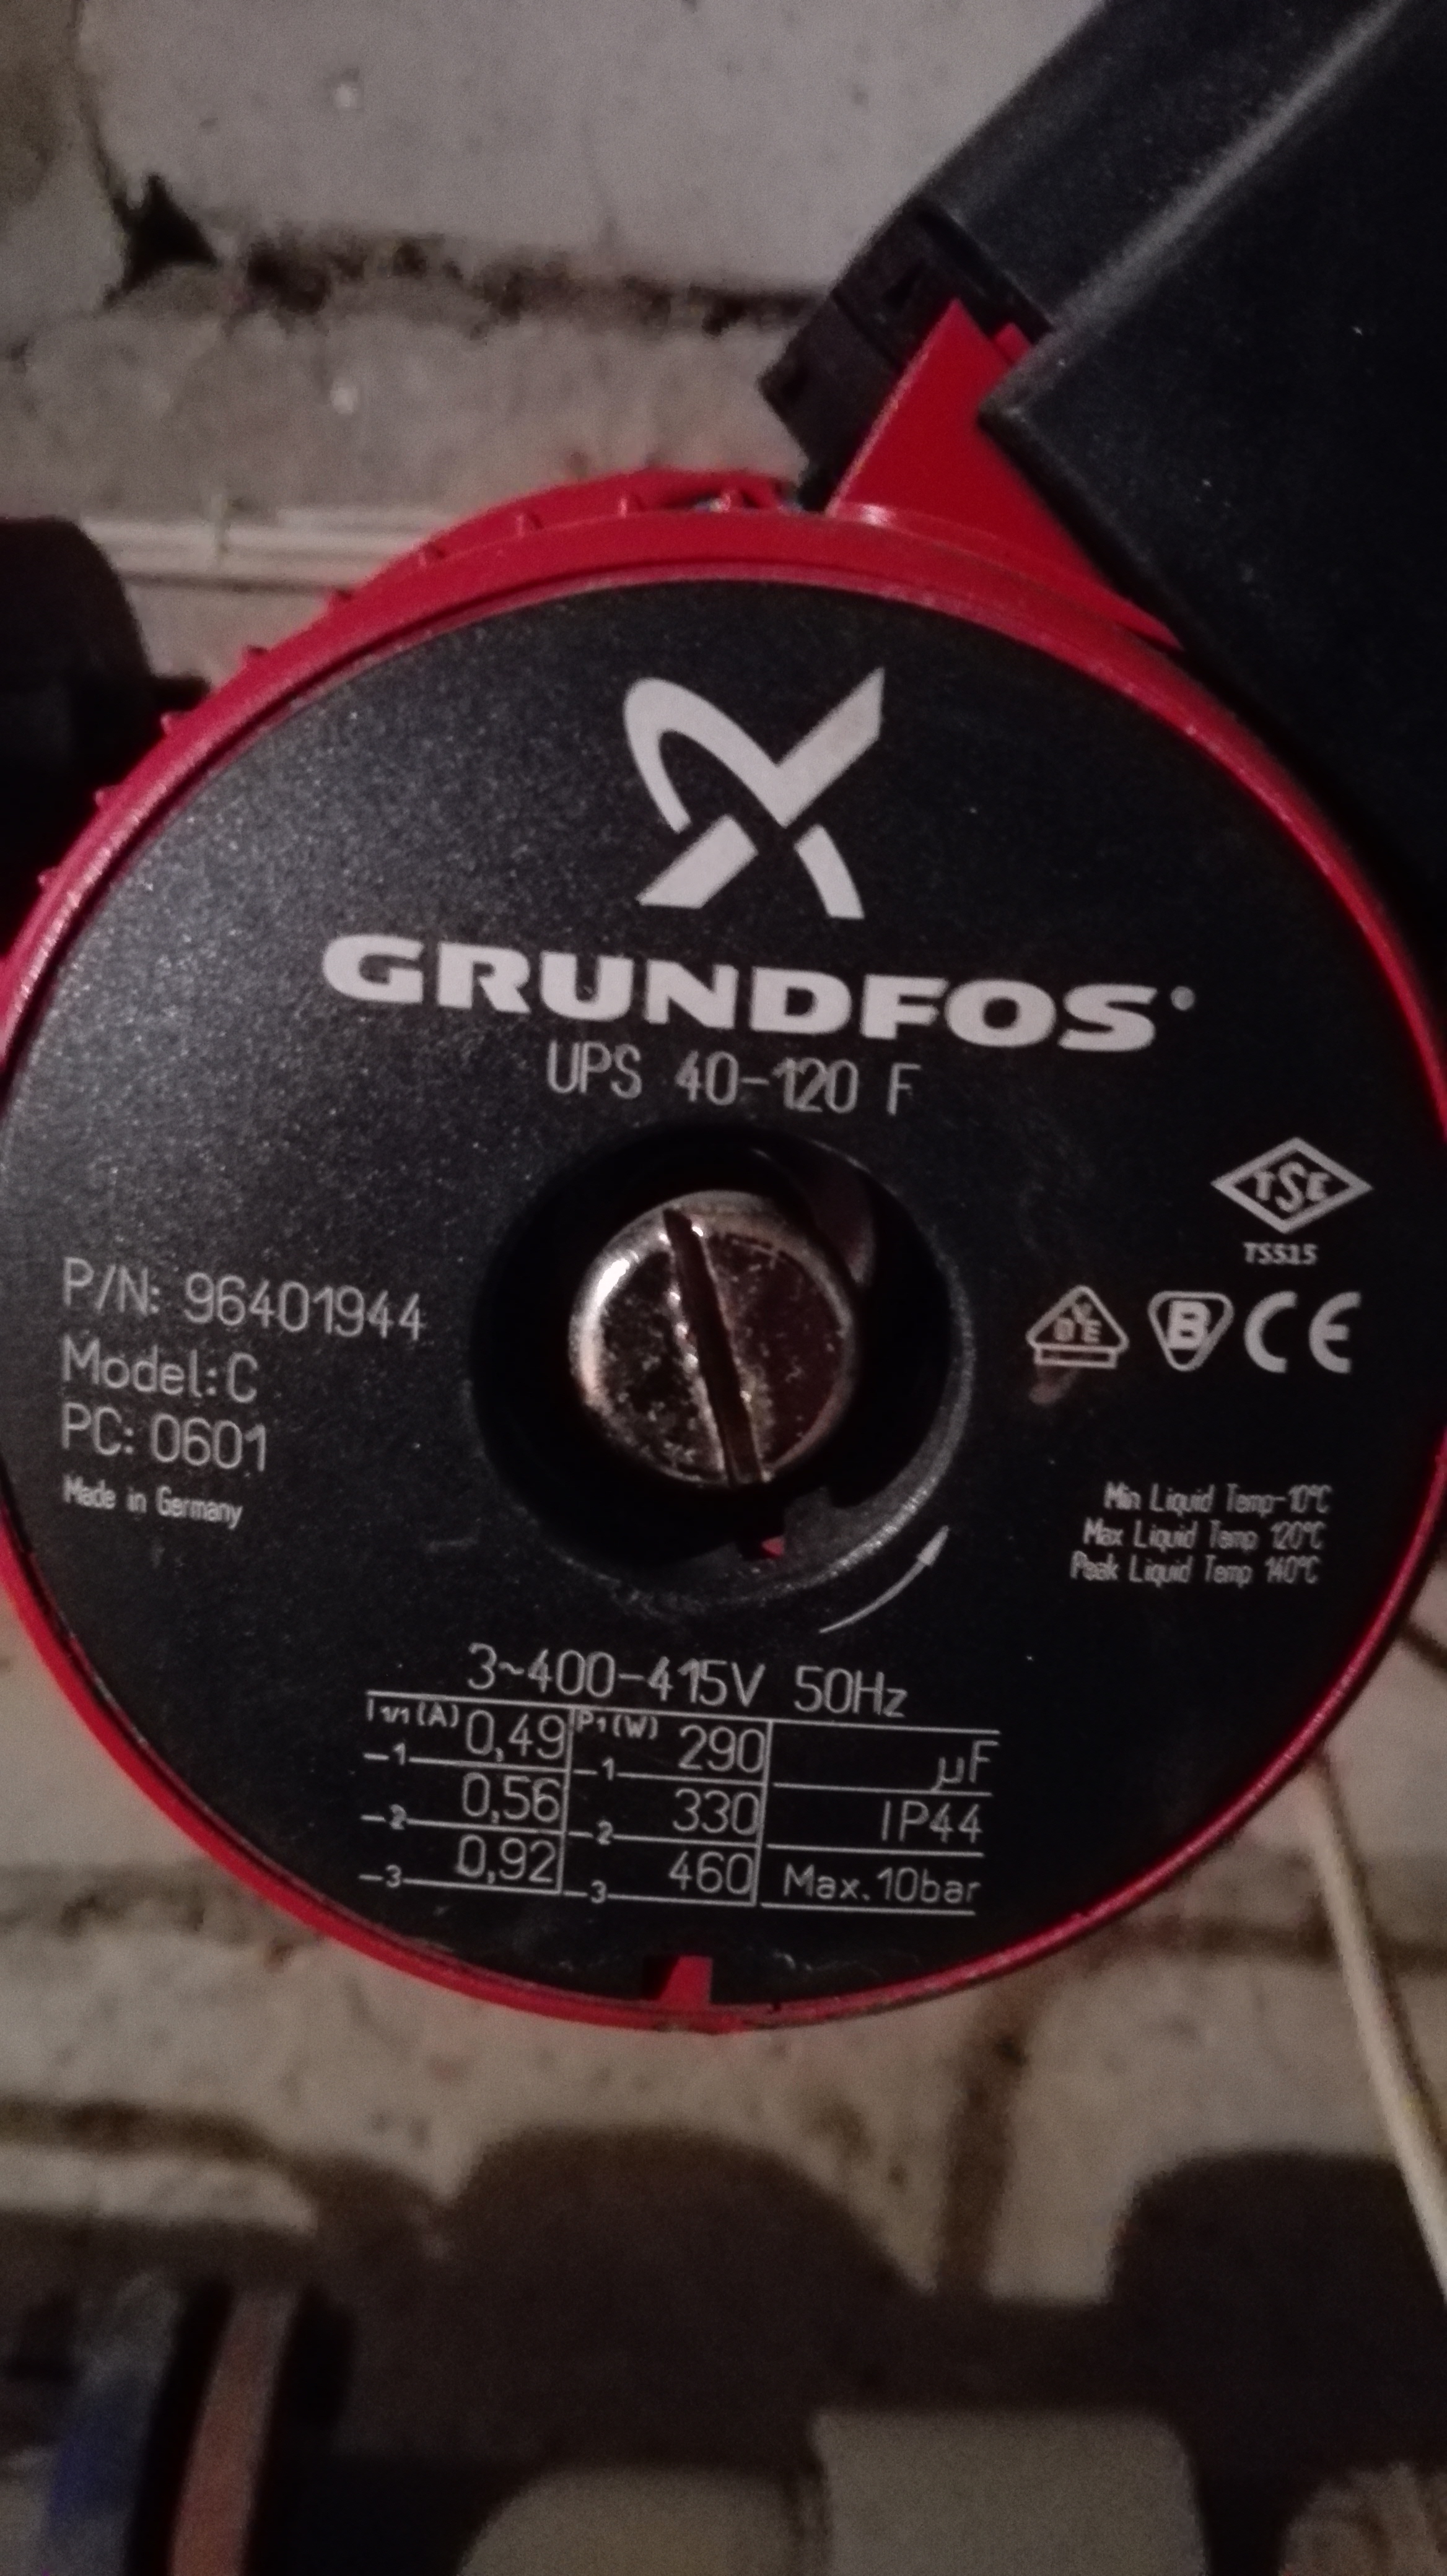 GRUNDFOS®
UPS 40-120 F
TSE
TS515
P/N: 96401944
Model: C
PC: 0601
Made in Germany
VDE
B CE
Min Liquid Temp -10°C
Max Liquid Temp 120°C
Peak Liquid Temp 140°C
3~400-415V 50Hz
I 1/1 (A) 0,49 P1 (W) 290 µF
-1 -1
0,56 330 IP44
-2 -2
0,92 460 Max. 10bar
-3 -3